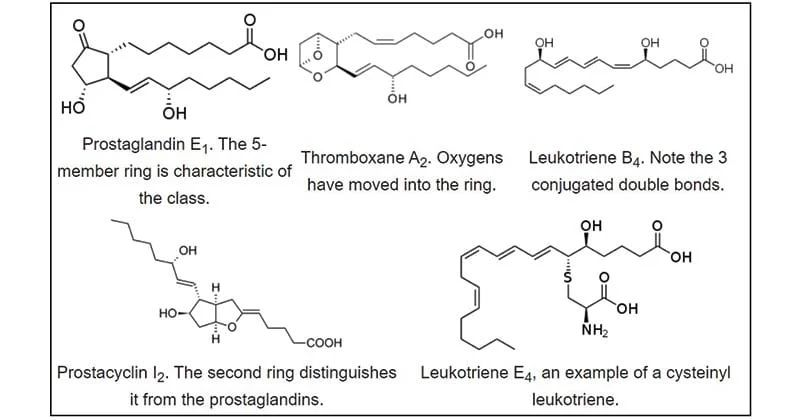 O
O
OH
HO
OH
Prostaglandin E1. The 5-
member ring is characteristic of
the class.
O
O
OH
O
OH
Thromboxane A2. Oxygens
have moved into the ring.
OH
OH
O
OH
Leukotriene B4. Note the 3
conjugated double bonds.
OH
HO
H
H
O
COOH
Prostacyclin I2. The second ring distinguishes
it from the prostaglandins.
OH
O
OH
S
O
OH
NH2
Leukotriene E4, an example of a cysteinyl
leukotriene.